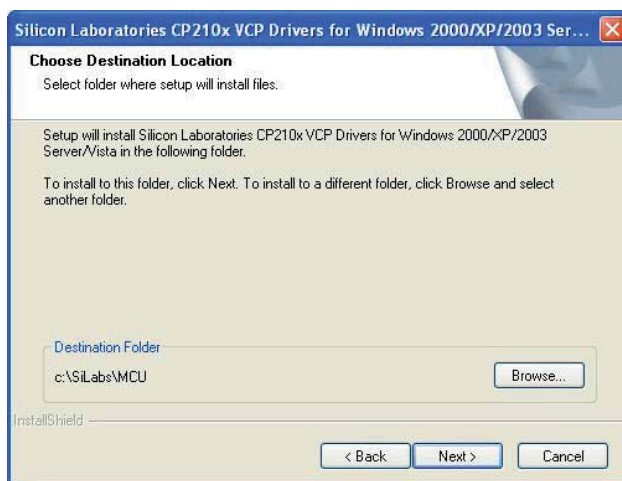 Silicon Laboratories CP210x VCP Drivers for Windows 2000/XP/2003 Ser...
Choose Destination Location
Select folder where setup will install files.
Setup will install Silicon Laboratories CP210x VCP Drivers for Windows 2000/XP/2003
Server/Vista in the following folder.
To install to this folder, click Next. To install to a different folder, click Browse and select
another folder.
Destination Folder
c:\SiLabs\MCU
Browse...
InstallShield
< Back
Next >
Cancel